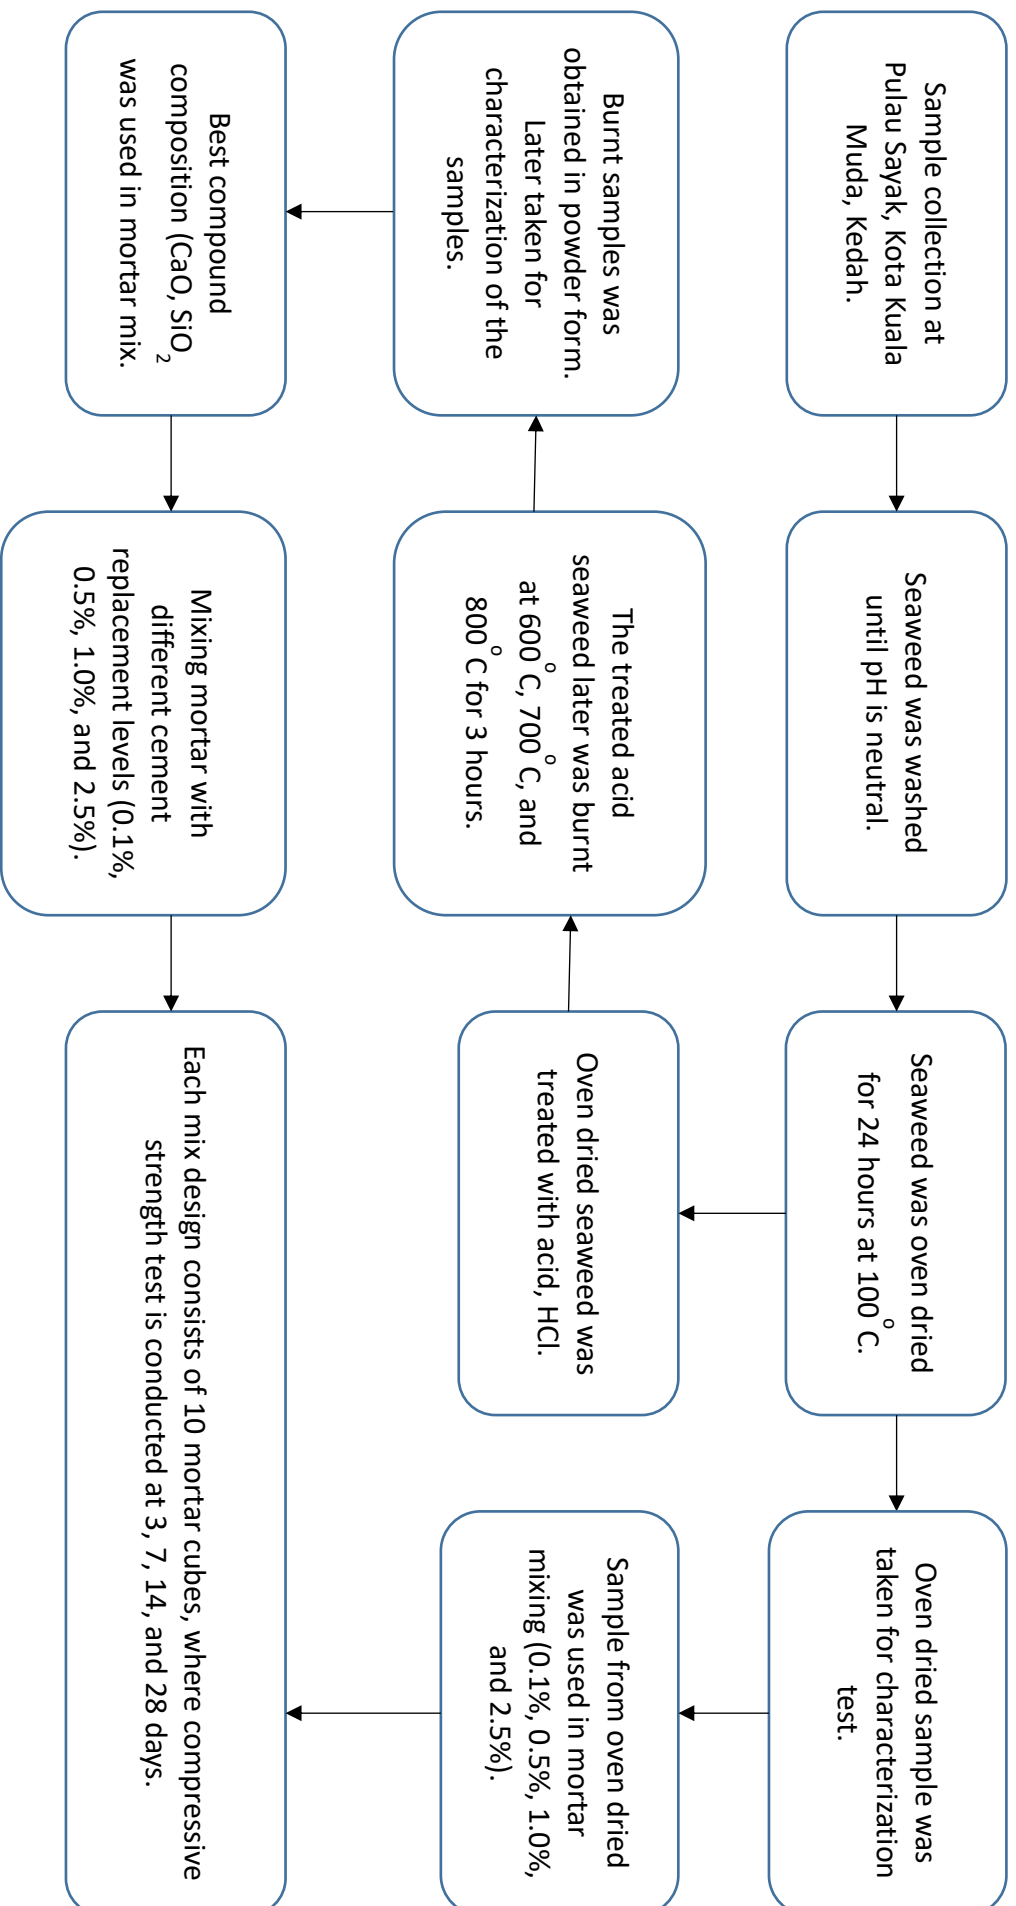 Sample collection at
Pulau Sayak, Kota Kuala
Muda, Kedah.
Seaweed was washed
until pH is neutral.
Seaweed was oven dried
for 24 hours at 100°C.
Oven dried sample was
taken for characterization
test.
Burnt samples was
obtained in powder form.
Later taken for
characterization of the
samples.
The treated acid
seaweed later was burnt
at 600°C, 700°C, and
800°C for 3 hours.
Oven dried seaweed was
treated with acid, HCl.
Sample from oven dried
was used in mortar
mixing (0.1%, 0.5%, 1.0%,
and 2.5%).
Best compound
composition (CaO, SiO₂
was used in mortar mix.
Mixing mortar with
different cement
replacement levels (0.1%,
0.5%, 1.0%, and 2.5%).
Each mix design consists of 10 mortar cubes, where compressive
strength test is conducted at 3, 7, 14, and 28 days.